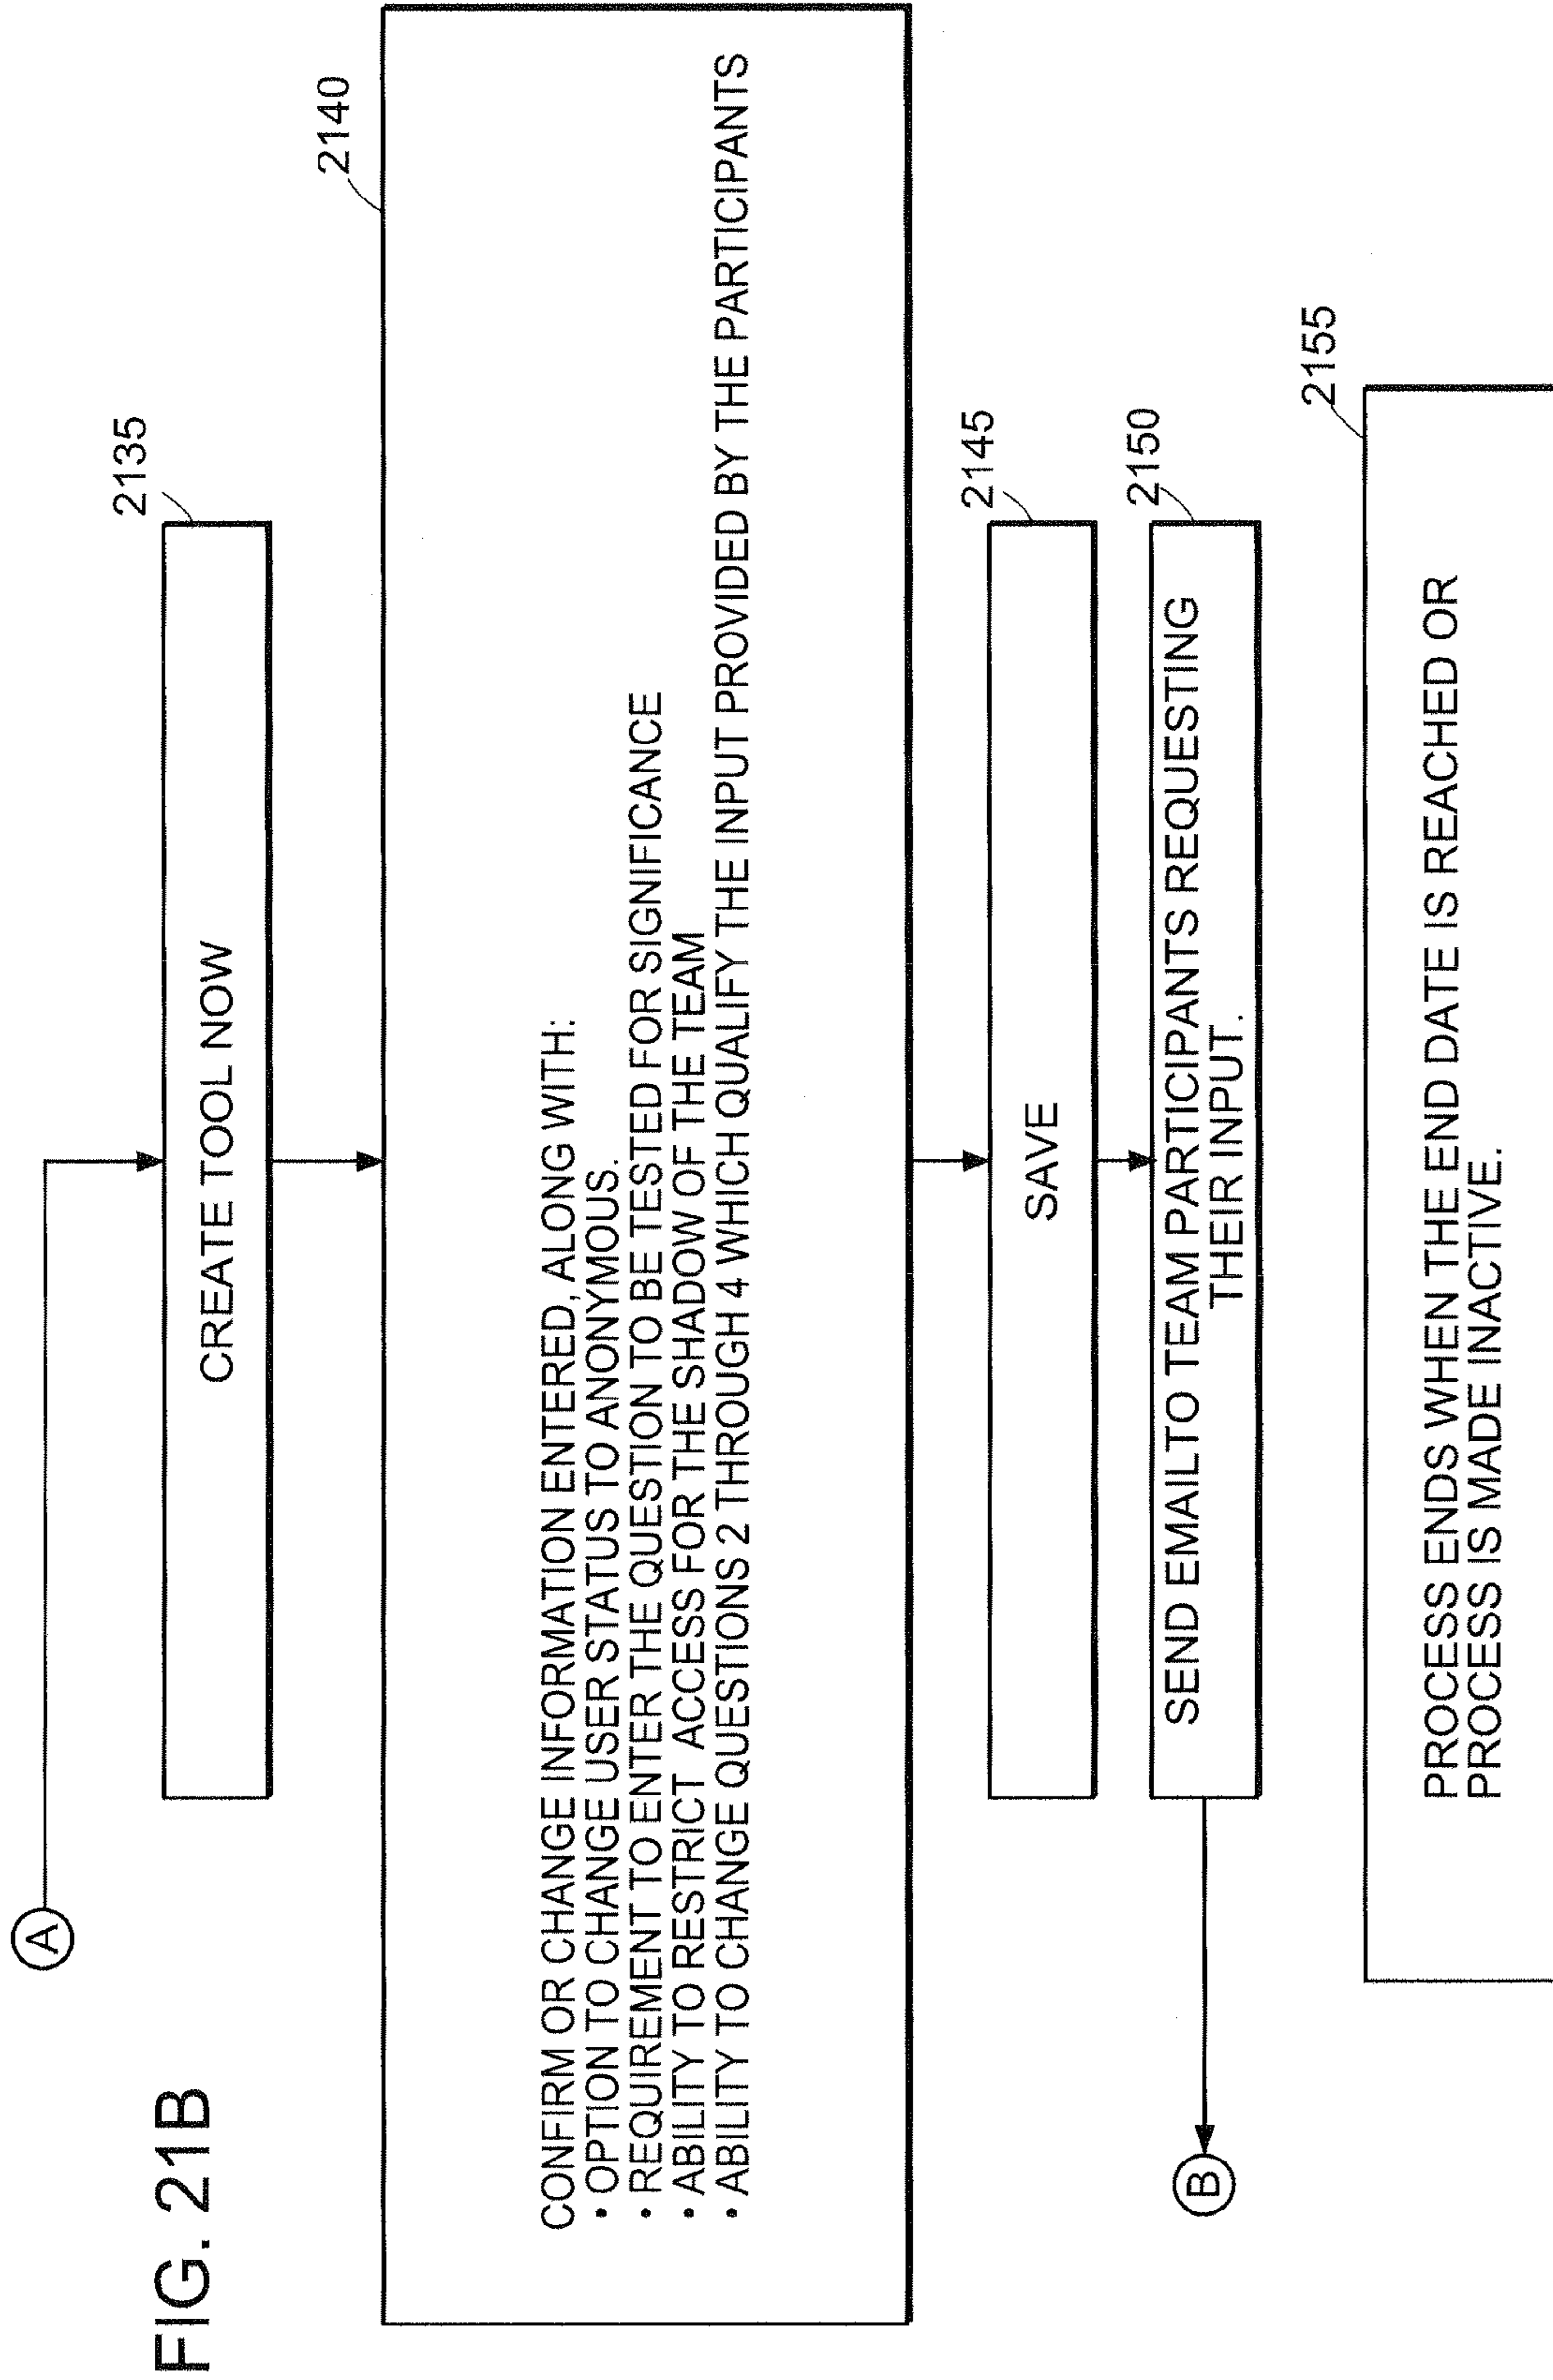 FIG. 21B
A
2135
CREATE TOOL NOW
2140
CONFIRM OR CHANGE INFORMATION ENTERED, ALONG WITH:
• OPTION TO CHANGE USER STATUS TO ANONYMOUS.
• REQUIREMENT TO ENTER THE QUESTION TO BE TESTED FOR SIGNIFICANCE
• ABILITY TO RESTRICT ACCESS FOR THE SHADOW OF THE TEAM
• ABILITY TO CHANGE QUESTIONS 2 THROUGH 4 WHICH QUALIFY THE INPUT PROVIDED BY THE PARTICIPANTS
2145
SAVE
2150
SEND EMAIL TO TEAM PARTICIPANTS REQUESTING
THEIR INPUT.
B
2155
PROCESS ENDS WHEN THE END DATE IS REACHED OR
PROCESS IS MADE INACTIVE.